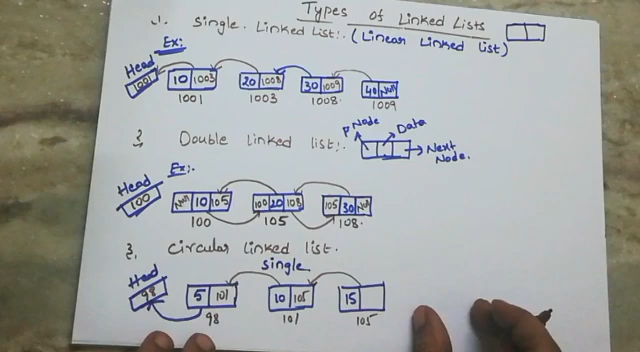 Types of Linked Lists
1. Single Linked List:. (Linear Linked List)
Ex:
Head
1001 10 1003 20 1008 30 1009 40 Null
1001 1003 1008. 1009
2, Double linked list:.
P Node Data
Next Node.
Ex:.
Head
100 Null 10 105 100 20 108 105 30 Null
100 105 108.
3, Circular linked list.
Single
Head
98 5 101 10 105 15
98 101 105